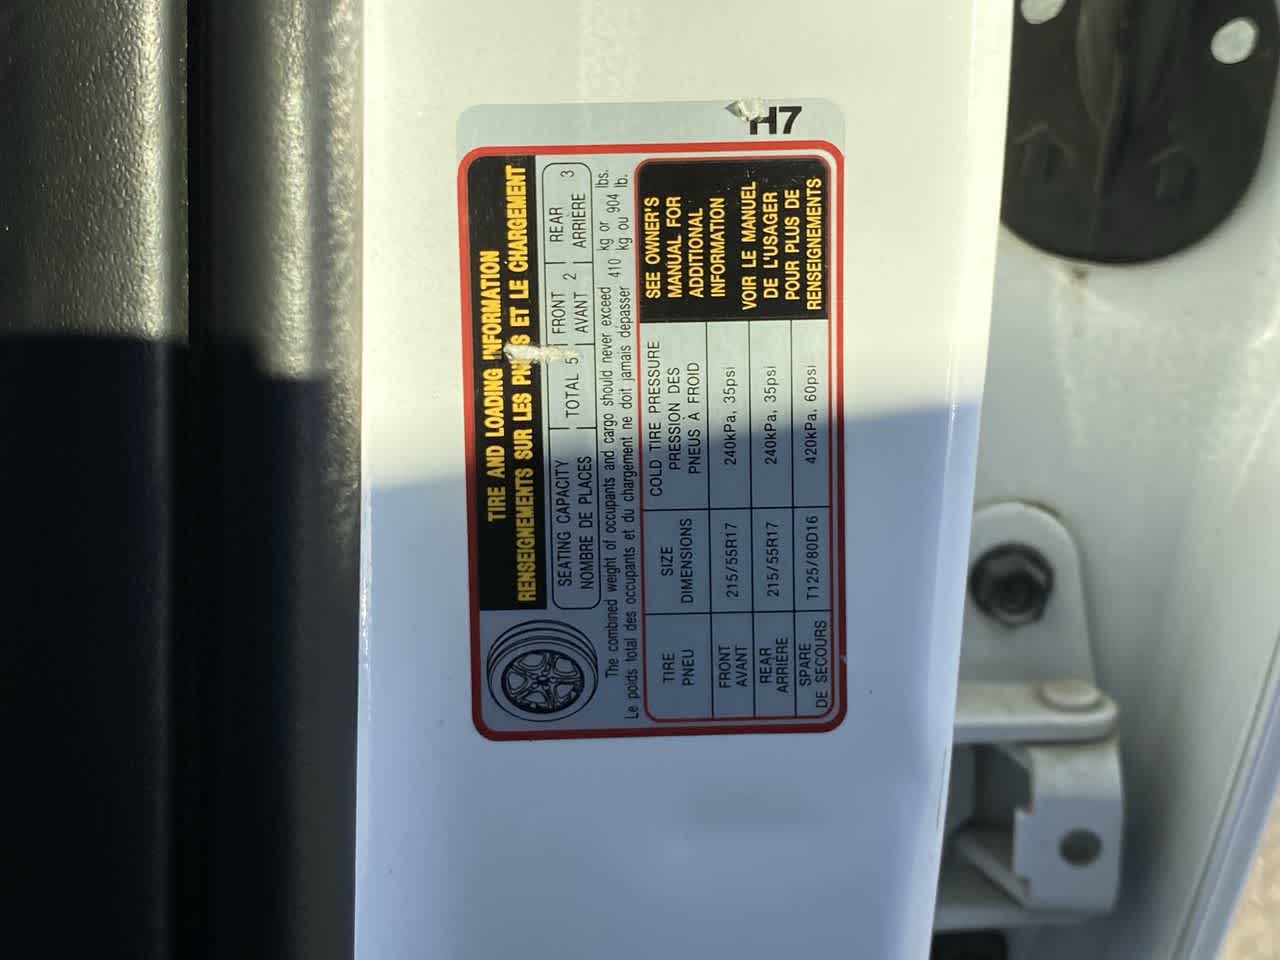 H7
TIRE AND LOADING INFORMATION
RENSEIGNEMENTS SUR LES PNEUS ET LE CHARGEMENT
SEATING CAPACITY TOTAL 5 FRONT 2 REAR 3
NOMBRE DE PLACES AVANT ARRIÈRE
The combined weight of occupants and cargo should never exceed 410 kg or 904 lbs.
Le poids total des occupants et du chargement ne doit jamais dépasser 410 kg ou 904 lb.
TIRE SIZE COLD TIRE PRESSURE
PNEU DIMENSIONS PRESSION DES
PNEUS À FROID
FRONT 215/55R17 240kPa, 35psi
AVANT
REAR 215/55R17 240kPa, 35psi
ARRIÈRE
SPARE T125/80D16 420kPa, 60psi
DE SECOURS
SEE OWNER'S
MANUAL FOR
ADDITIONAL
INFORMATION
VOIR LE MANUEL
DE L'USAGER
POUR PLUS DE
RENSEIGNEMENTS